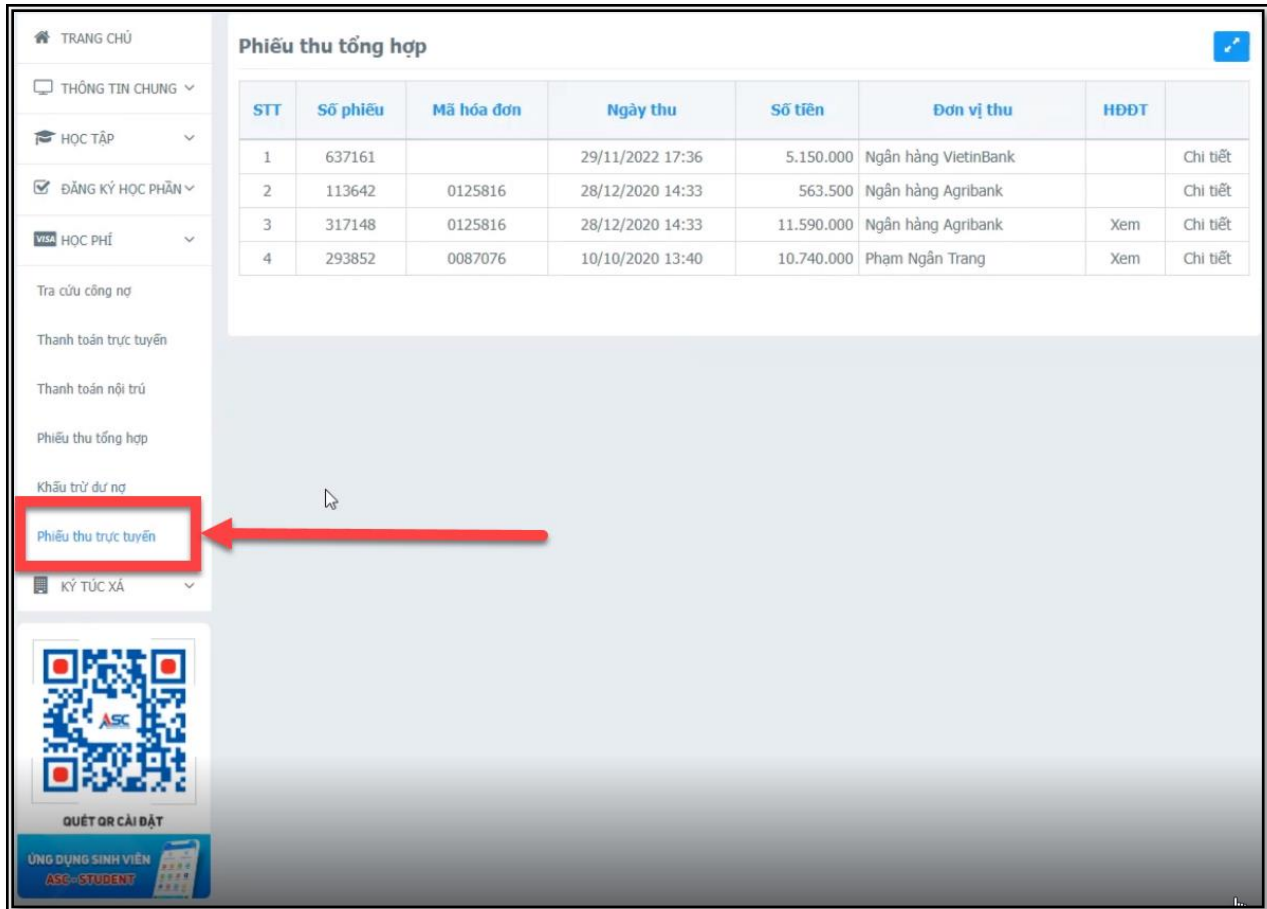 TRANG CHỦ
THÔNG TIN CHUNG
HỌC TẬP
ĐĂNG KÝ HỌC PHẦN
VISA HỌC PHÍ
Tra cứu công nợ
Thanh toán trực tuyến
Thanh toán nội trú
Phiếu thu tổng hợp
Khấu trừ dư nợ
Phiếu thu trực tuyến
KÝ TÚC XÁ
ASC
QUÉT QR CÀI ĐẶT
ỨNG DỤNG SINH VIÊN
ASC-STUDENT
Phiếu thu tổng hợp
STT Số phiếu Mã hóa đơn Ngày thu Số tiền Đơn vị thu HĐĐT
1 637161 29/11/2022 17:36 5.150.000 Ngân hàng VietinBank Chi tiết
2 113642 0125816 28/12/2020 14:33 563.500 Ngân hàng Agribank Chi tiết
3 317148 0125816 28/12/2020 14:33 11.590.000 Ngân hàng Agribank Xem Chi tiết
4 293852 0087076 10/10/2020 13:40 10.740.000 Phạm Ngân Trang Xem Chi tiết